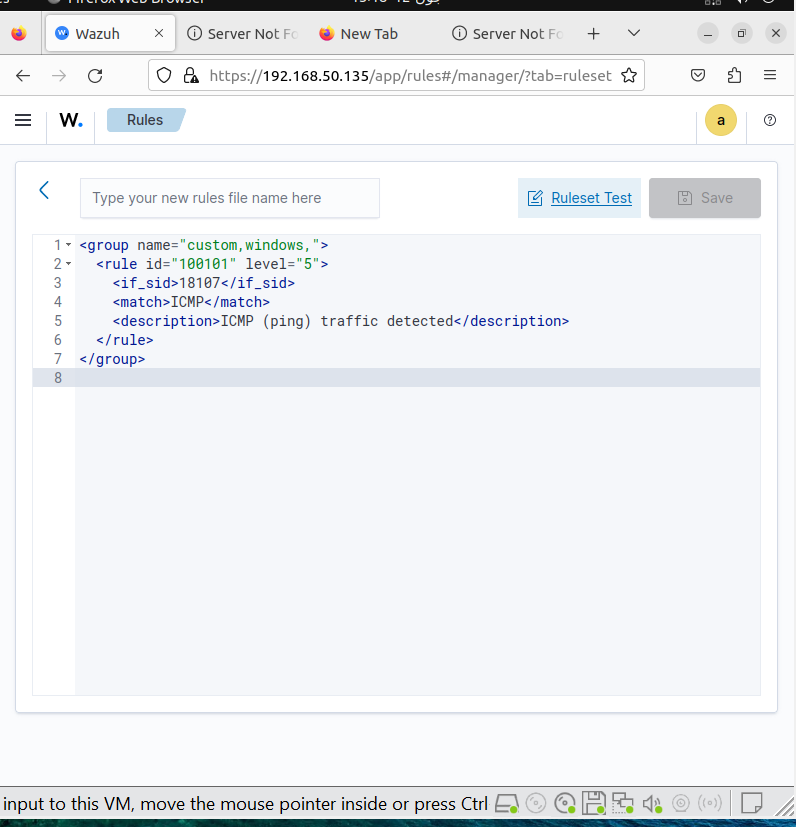 Wazuh
Server Not Fo
New Tab
Server Not Fo
https://192.168.50.135/app/rules#/manager/?tab=ruleset
W.
Rules
a
Type your new rules file name here
Ruleset Test
Save
1 <group name="custom,windows,">
2 <rule id="100101" level="5">
3 <if_sid>18107</if_sid>
4 <match>ICMP</match>
5 <description>ICMP (ping) traffic detected</description>
6 </rule>
7 </group>
8
input to this VM, move the mouse pointer inside or press Ctrl